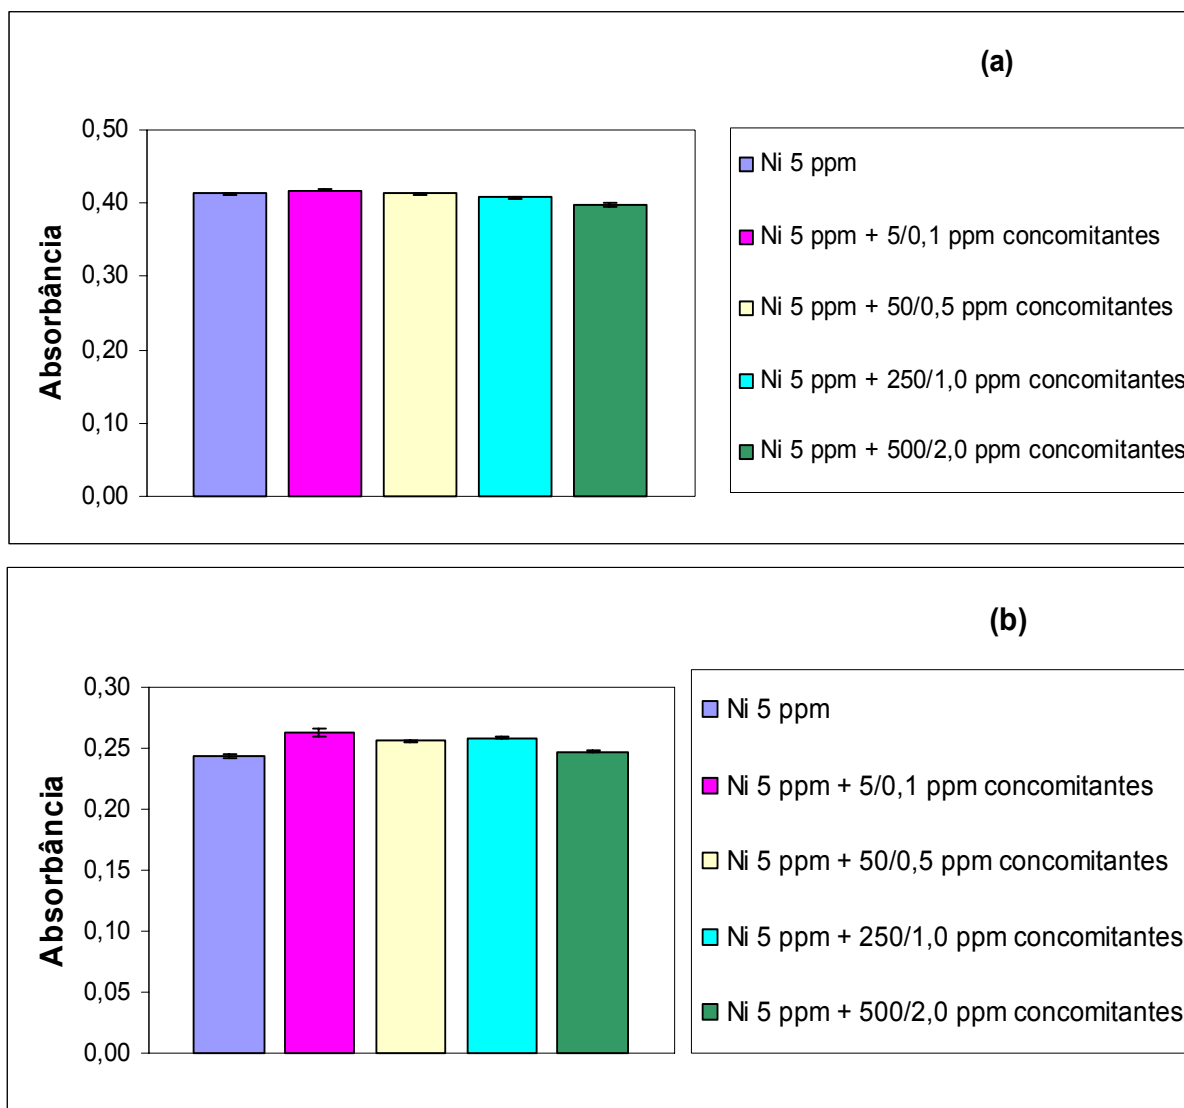 (a)
0,50
0,40
0,30
0,20
0,10
0,00
Absorbância
Ni 5 ppm
Ni 5 ppm + 5/0,1 ppm concomitantes
Ni 5 ppm + 50/0,5 ppm concomitantes
Ni 5 ppm + 250/1,0 ppm concomitantes
Ni 5 ppm + 500/2,0 ppm concomitantes
(b)
0,30
0,25
0,20
0,15
0,10
0,05
0,00
Absorbância
Ni 5 ppm
Ni 5 ppm + 5/0,1 ppm concomitantes
Ni 5 ppm + 50/0,5 ppm concomitantes
Ni 5 ppm + 250/1,0 ppm concomitantes
Ni 5 ppm + 500/2,0 ppm concomitantes